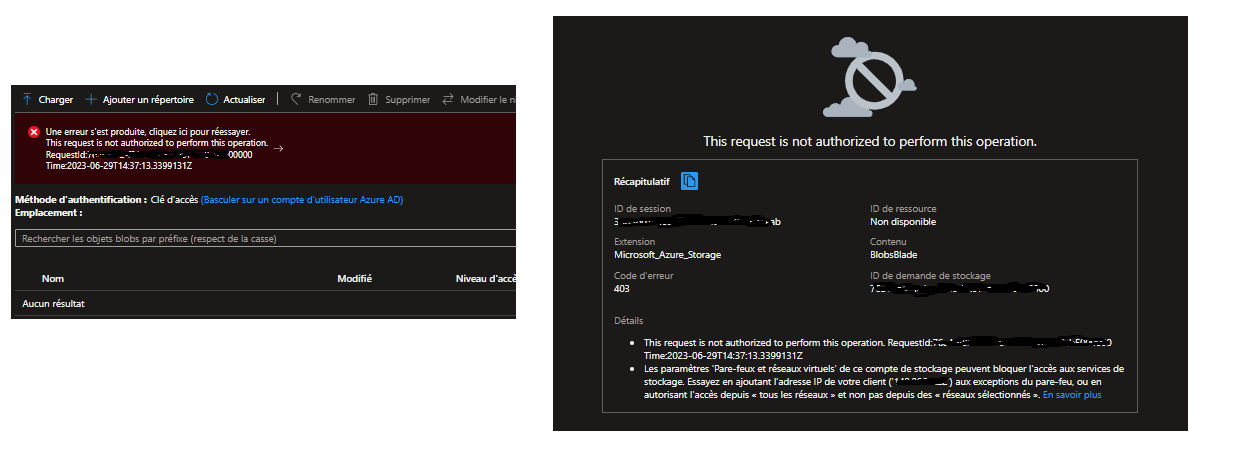 Charger Ajouter un répertoire Actualiser Renommer Supprimer Modifier le n
Une erreur s'est produite, cliquez ici pour réessayer.
This request is not authorized to perform this operation.
RequestId:
00000
Time:2023-06-29T14:37:13.3399131Z
Méthode d'authentification : Clé d'accès (Basculer sur un compte d'utilisateur Azure AD)
Emplacement :
Rechercher les objets blobs par préfixe (respect de la casse)
Nom Modifié Niveau d'accè
Aucun résultat
This request is not authorized to perform this operation.
Récapitulatif
ID de session
ab
ID de ressource
Non disponible
Extension
Microsoft_Azure_Storage
Contenu
BlobsBlade
Code d'erreur
403
ID de demande de stockage
Détails
This request is not authorized to perform this operation. RequestId:
Time:2023-06-29T14:37:13.3399131Z
Les paramètres 'Pare-feux et réseaux virtuels' de ce compte de stockage peuvent bloquer l'accès aux services de
stockage. Essayez en ajoutant l'adresse IP de votre client (' ') aux exceptions du pare-feu, ou en
autorisant l'accès depuis « tous les réseaux » et non pas depuis des « réseaux sélectionnés ». En savoir plus